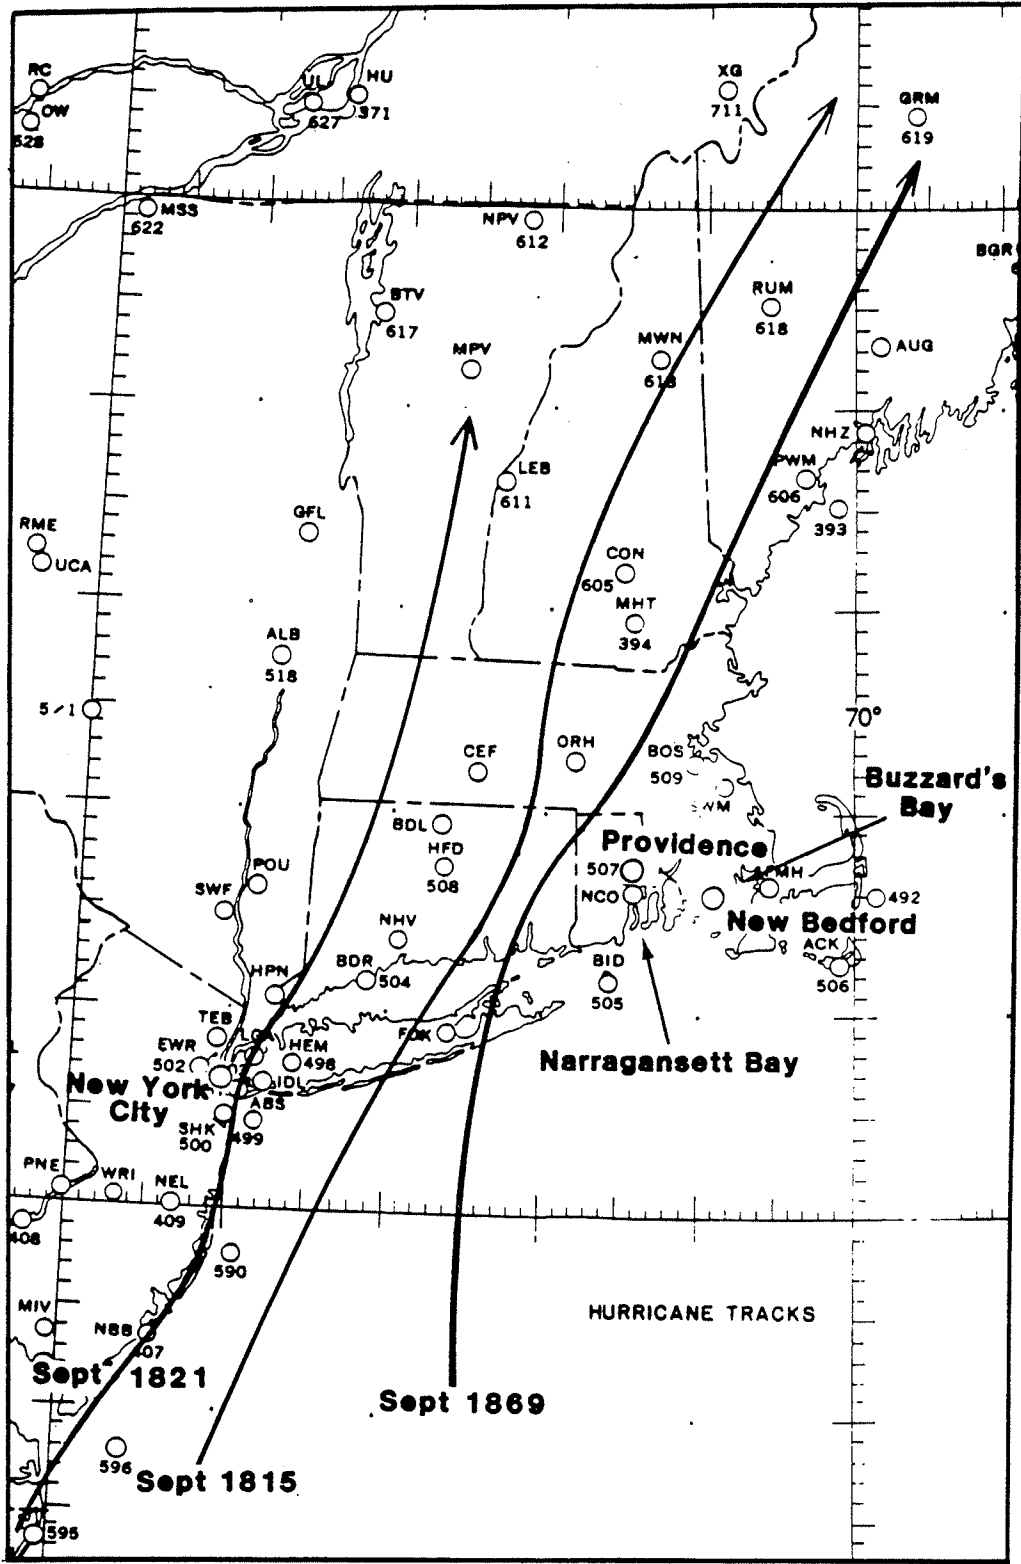 RC
OW
628
UL
627
HU
371
XG
711
GRM
619
MSS
622
NPV
612
BGR
BTV
617
RUM
618
MPV
MWN
613
AUG
NHZ
PWM
606
393
LEB
611
GFL
RME
UCA
CON
605
MHT
394
ALB
518
70°
CEF
ORH
BOS
509
Buzzard's
Bay
BDL
HFD
508
Providence
507
NCO
FMH
492
POU
SWF
New Bedford
NHV
ACK
506
HPN
BDR
504
BID
505
TEB
LGA
EWR
502
HEM
498
FOK
Narragansett Bay
New York
City
IDL
ABS
499
SHK
500
PNE
WRI
NEL
409
408
590
MIV
NBB
407
HURRICANE TRACKS
Sept 1821
Sept 1869
596
Sept 1815
595